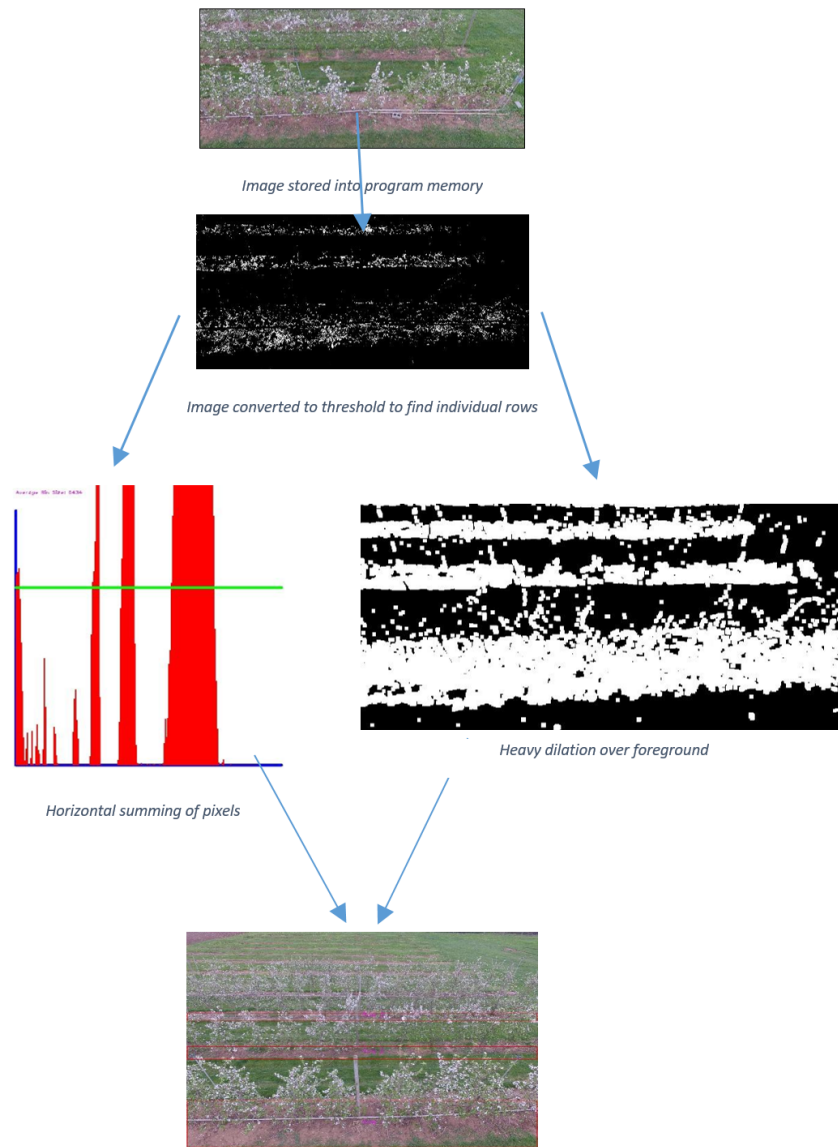 Image stored into program memory
Image converted to threshold to find individual rows
Average
Heavy dilation over foreground
Horizontal summing of pixels